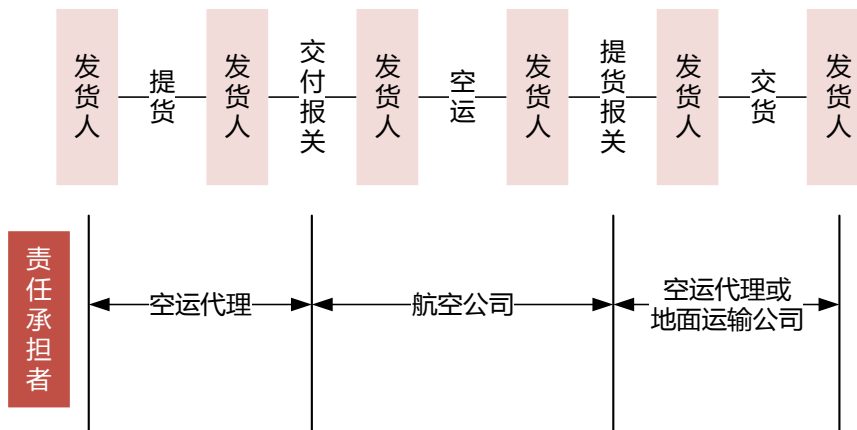 发货人
提货
发货人
交付报关
发货人
空运
发货人
提货报关
发货人
交货
发货人
责任承担者
空运代理
航空公司
空运代理或
地面运输公司